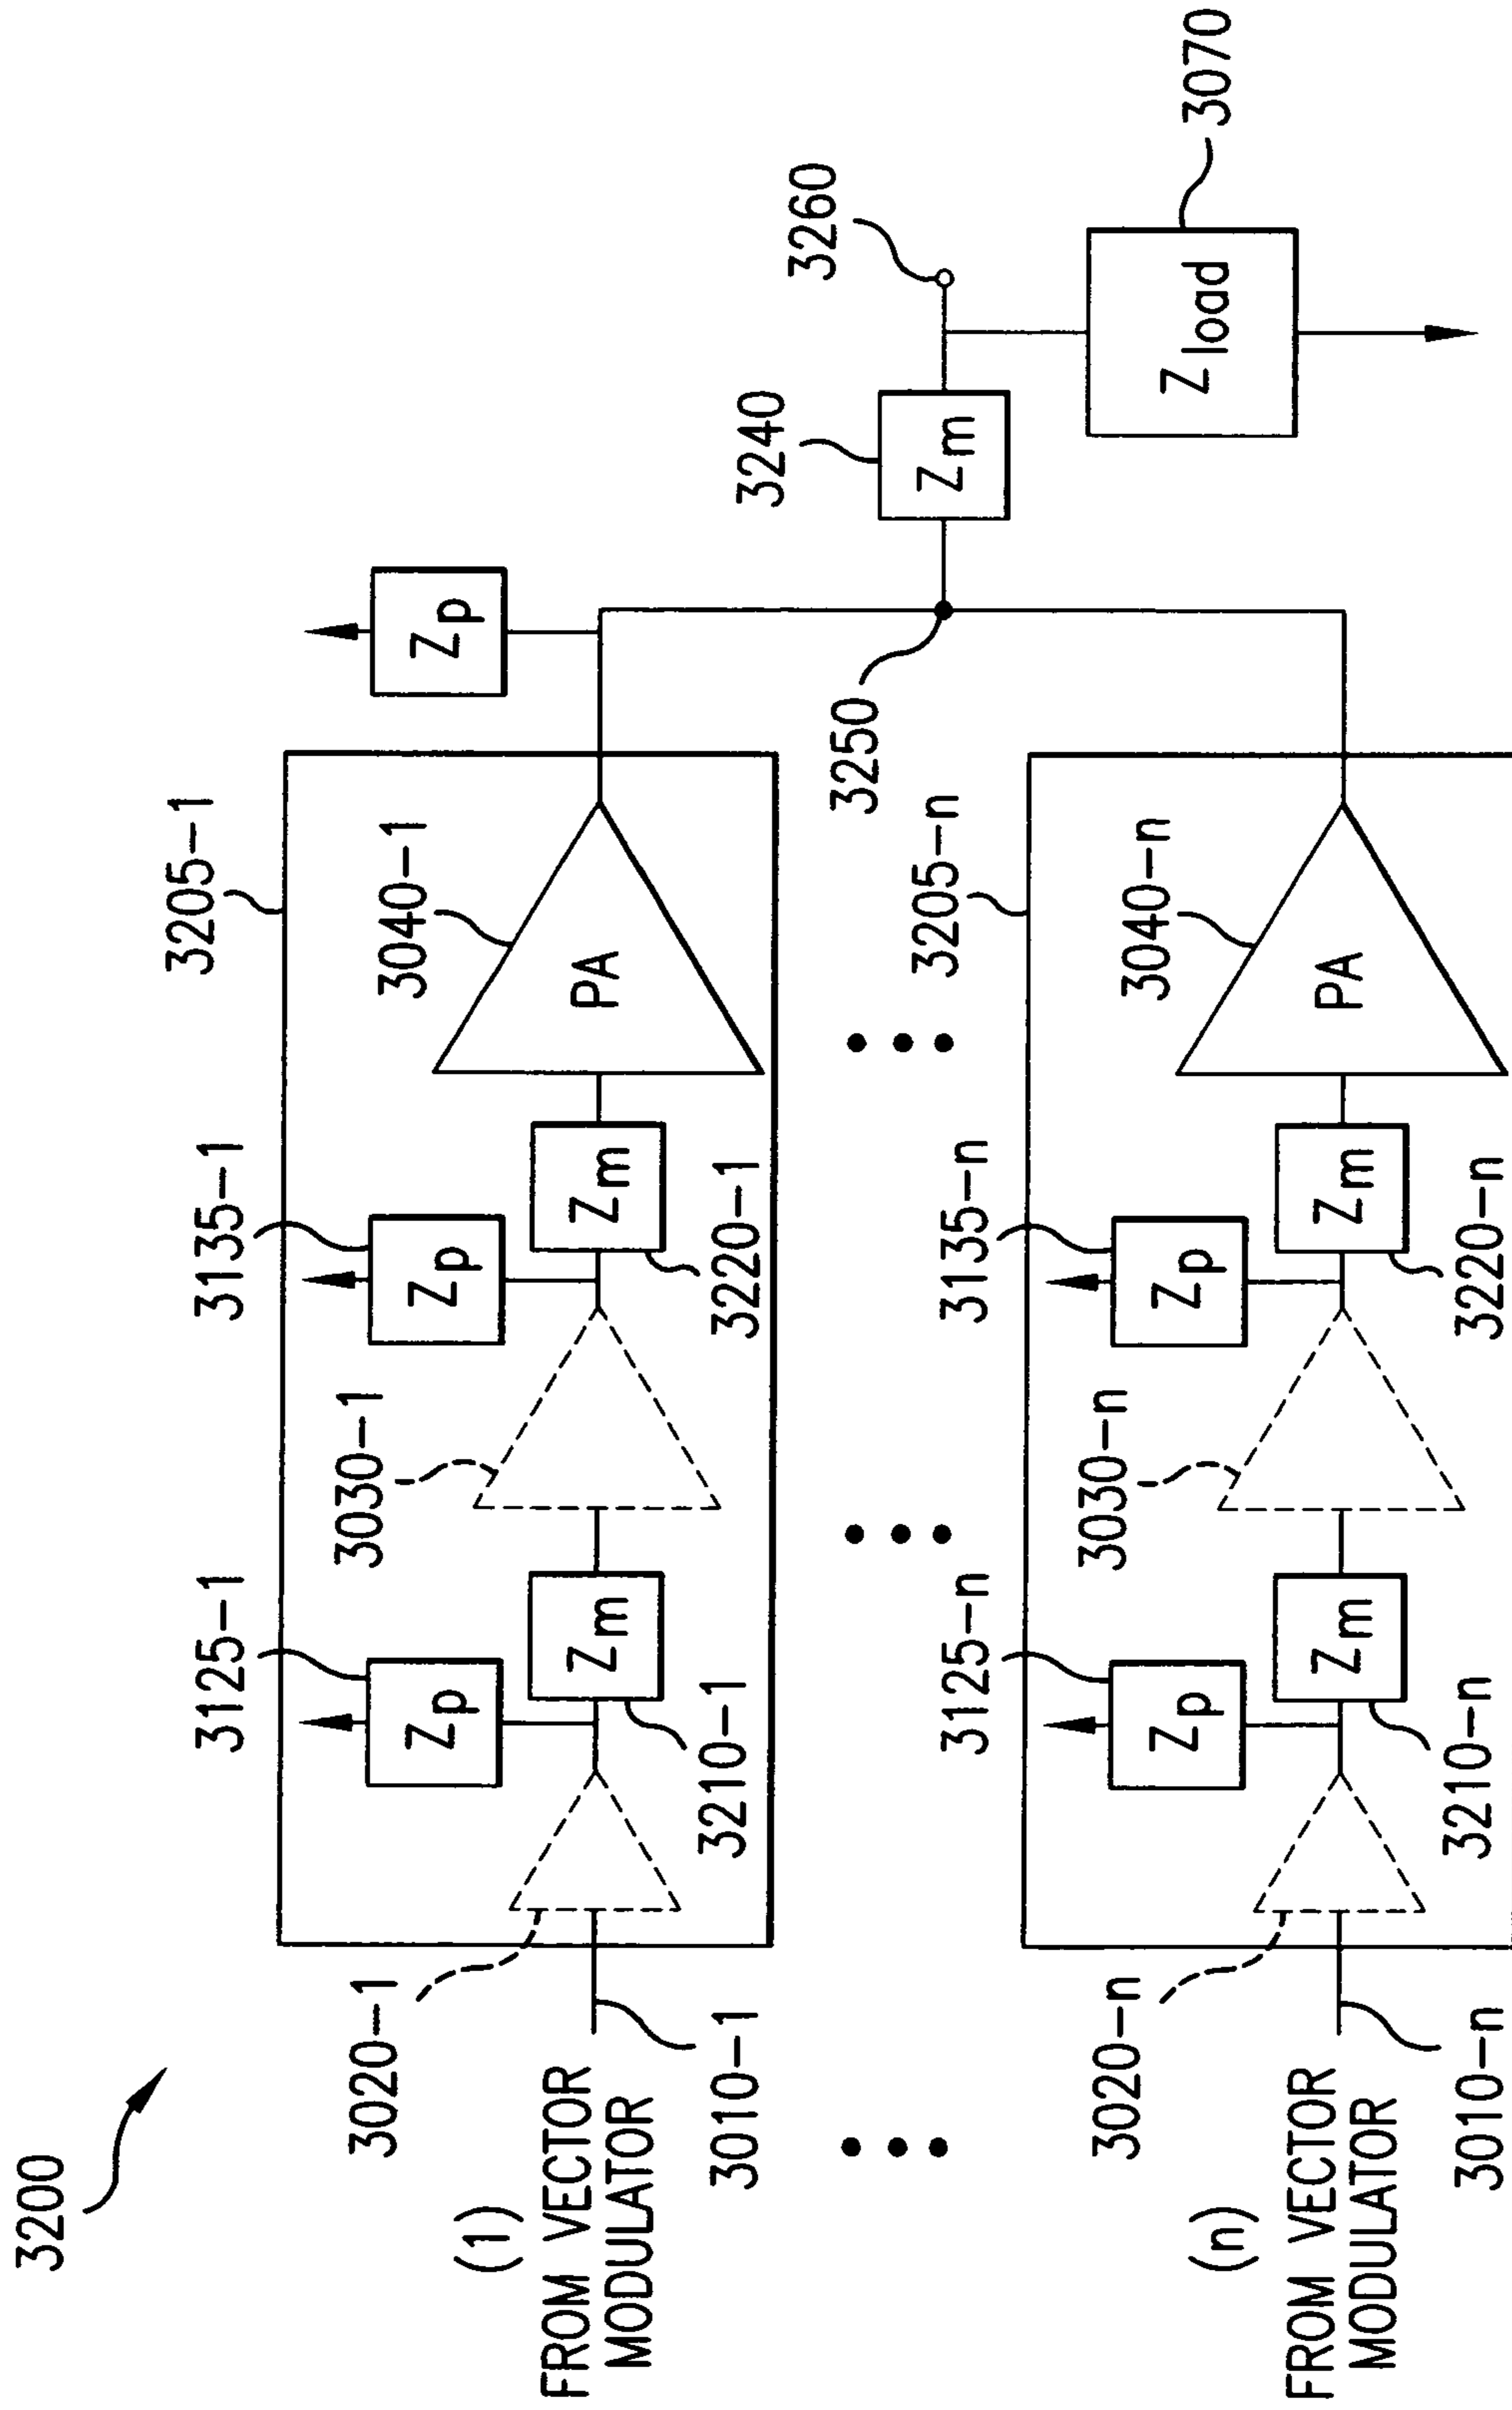 3200
3205-1
3020-1
3125-1
3030-1
3135-1
3040-1
Zp
Zp
Zp
(1)
FROM VECTOR
MODULATOR
Zm
Zm
PA
3010-1
3210-1
3220-1
3250
3240
3260
Zm
Zload
3070
3205-n
3020-n
3125-n
3030-n
3135-n
3040-n
Zp
Zp
(n)
FROM VECTOR
MODULATOR
Zm
Zm
PA
3010-n
3210-n
3220-n